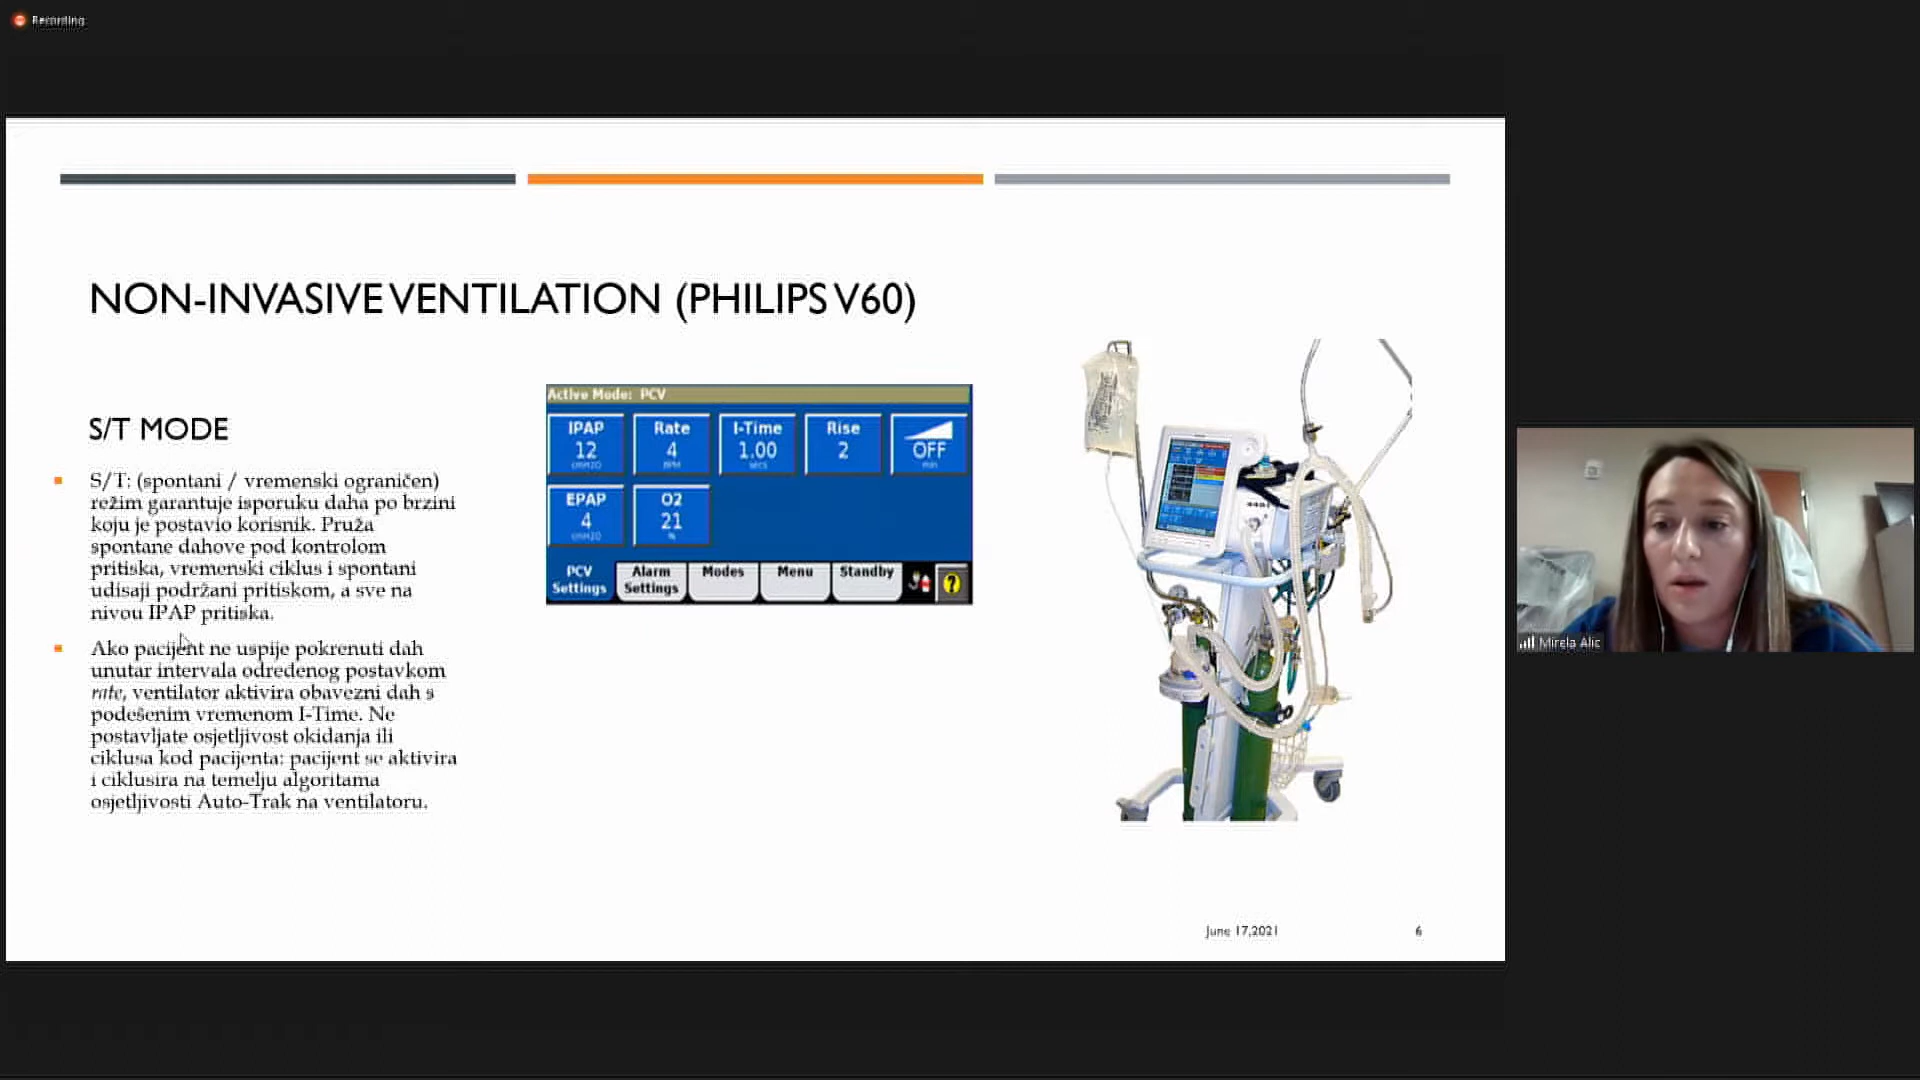 Recording
NON-INVASIVE VENTILATION (PHILIPS V60)
S/T MODE
S/T: (spontani / vremenski ograničen)
režim garantuje isporuku daha po brzini
koju je postavio korisnik. Pruža
spontane dahove pod kontrolom
pritiska, vremenski ciklus i spontani
udisaji podržani pritiskom, a sve na
nivou IPAP pritiska.
Ako pacijent ne uspije pokrenuti dah
unutar intervala određenog postavkom
rate, ventilator aktivira obavezni dah s
podešenim vremenom I-Time. Ne
postavljate osjetljivost okidanja ili
ciklusa kod pacijenta: pacijent se aktivira
i ciklusira na temelju algoritama
osjetljivosti Auto-Trak na ventilatoru.
Active Mode: PCV
IPAP
12
cmH2O
Rate
4
BPM
I-Time
1.00
secs
Rise
2
OFF
min
EPAP
4
cmH2O
O2
21
%
PCV
Settings
Alarm
Settings
Modes
Menu
Standby
?
June 17,2021
6
Mirela Alic